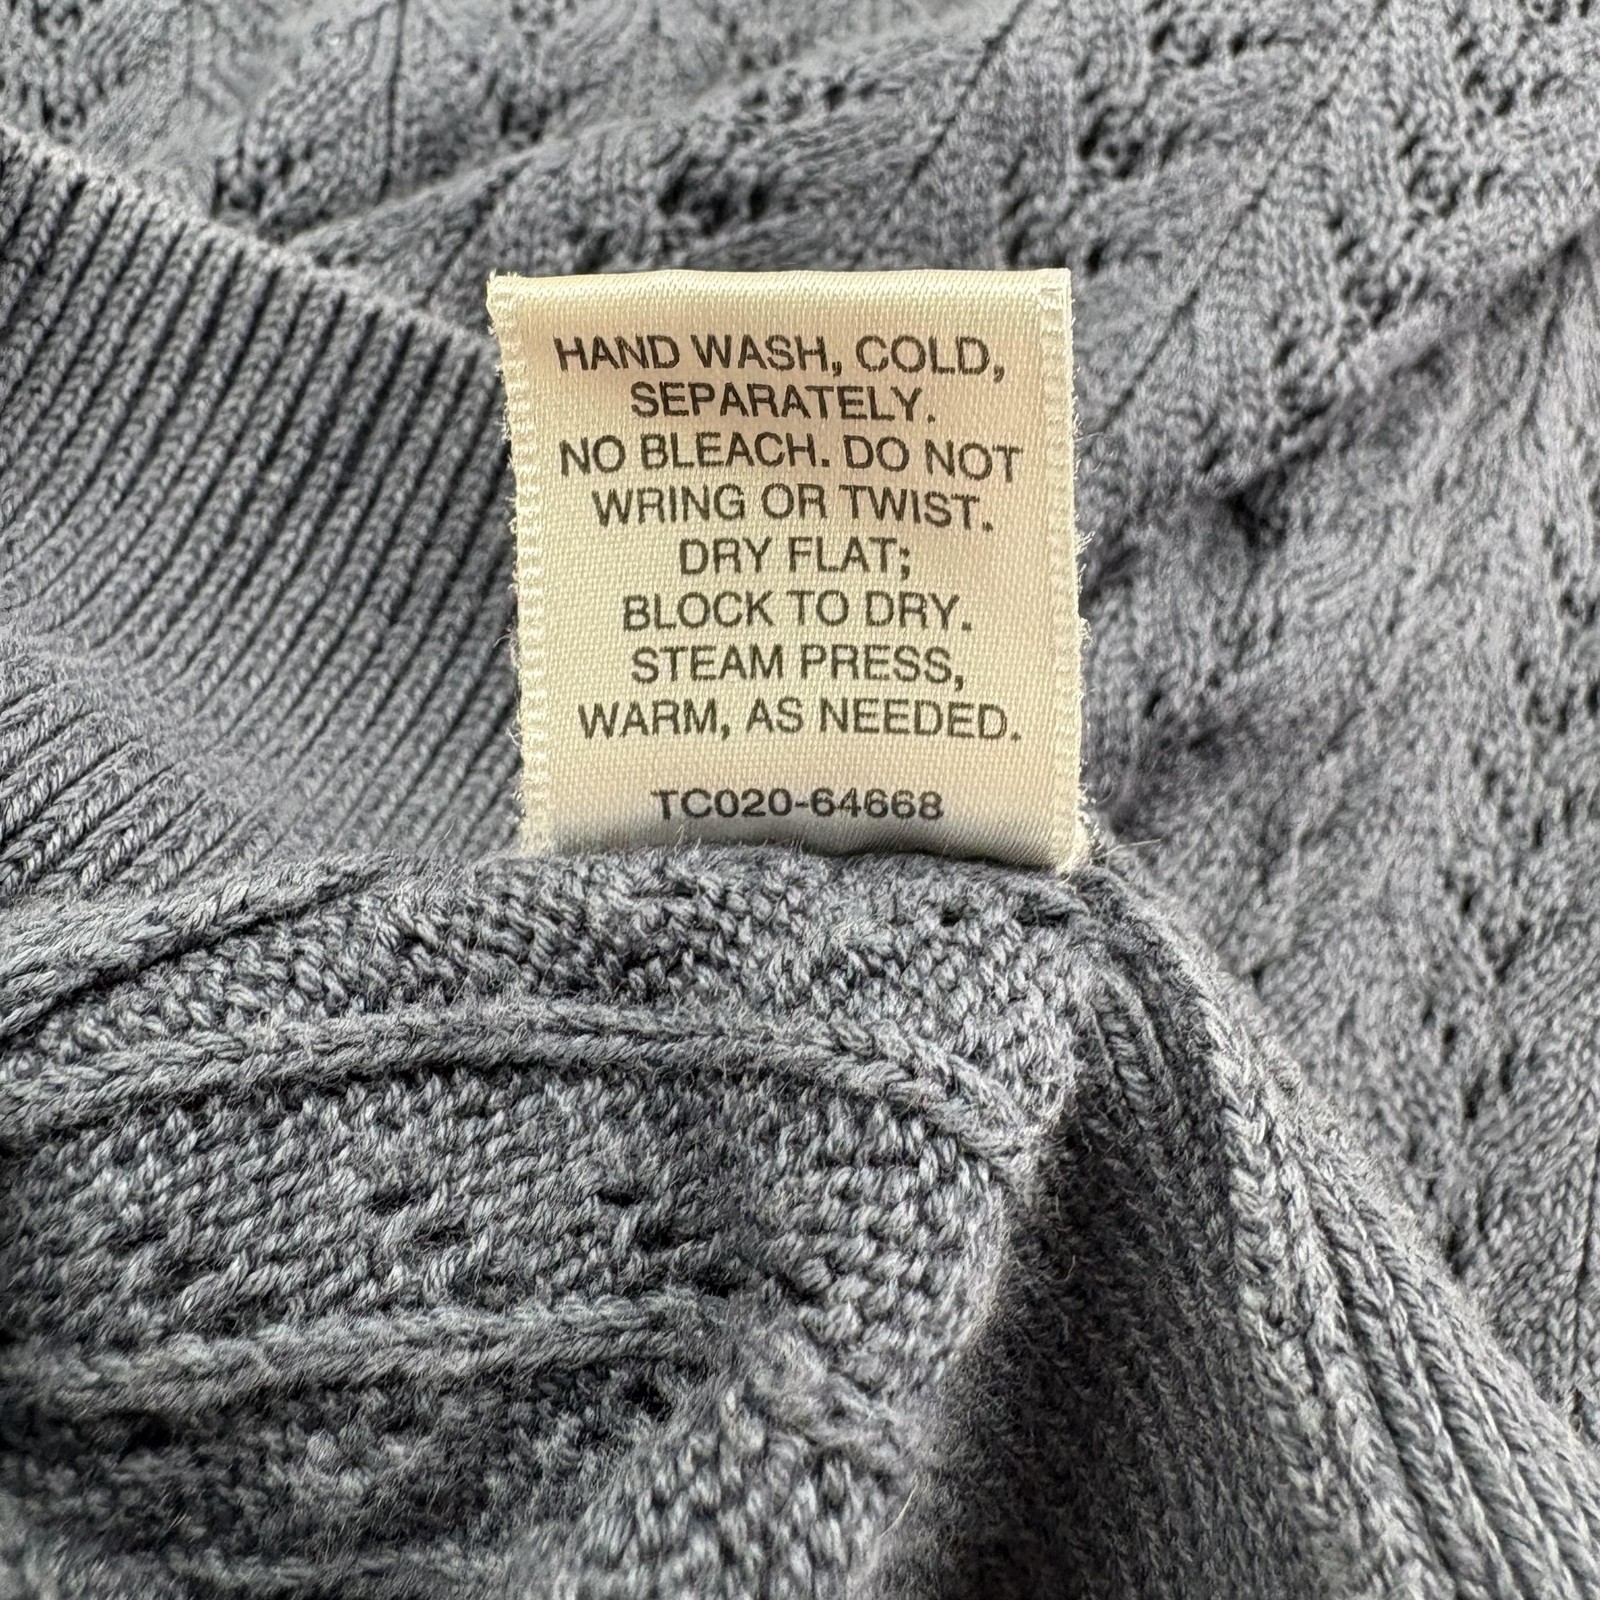 HAND WASH, COLD,
SEPARATELY.
NO BLEACH. DO NOT
WRING OR TWIST.
DRY FLAT;
BLOCK TO DRY.
STEAM PRESS,
WARM, AS NEEDED.
TC020-64668